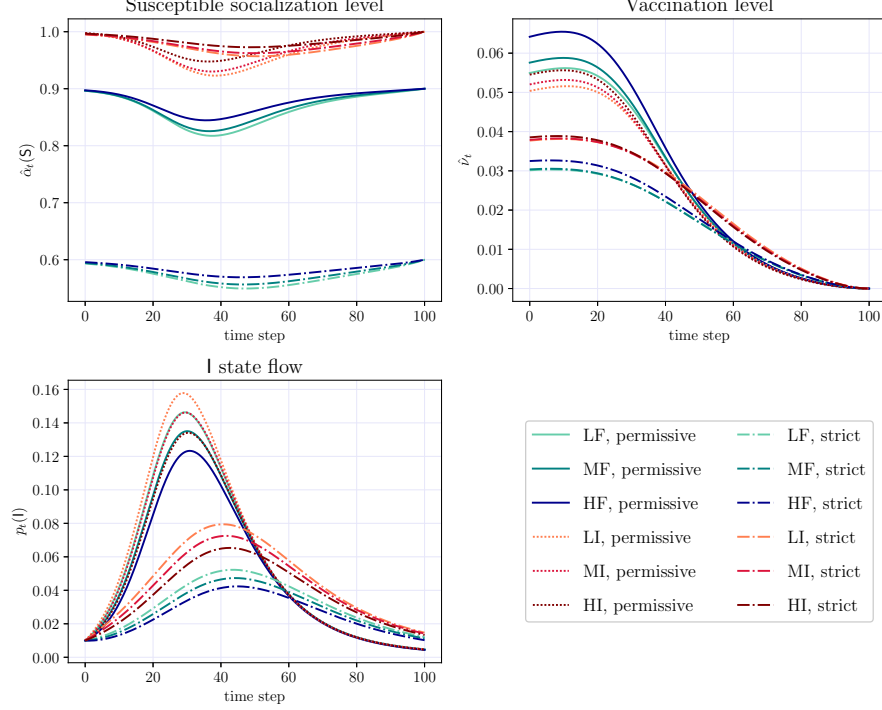 Susceptible socialization level
1.0
0.9
0.8
0.6
α̂ₜ(S)
0 20 40 60 80 100
time step
Vaccination level
0.06
0.05
0.04
0.03
0.02
0.01
0.00
ν̂ₜ
0 20 40 60 80 100
time step
I state flow
0.16
0.14
0.12
0.10
0.08
0.06
0.04
0.02
0.00
pₜ(I)
0 20 40 60 80 100
time step
LF, permissive
MF, permissive
HF, permissive
LI, permissive
MI, permissive
HI, permissive
LF, strict
MF, strict
HF, strict
LI, strict
MI, strict
HI, strict